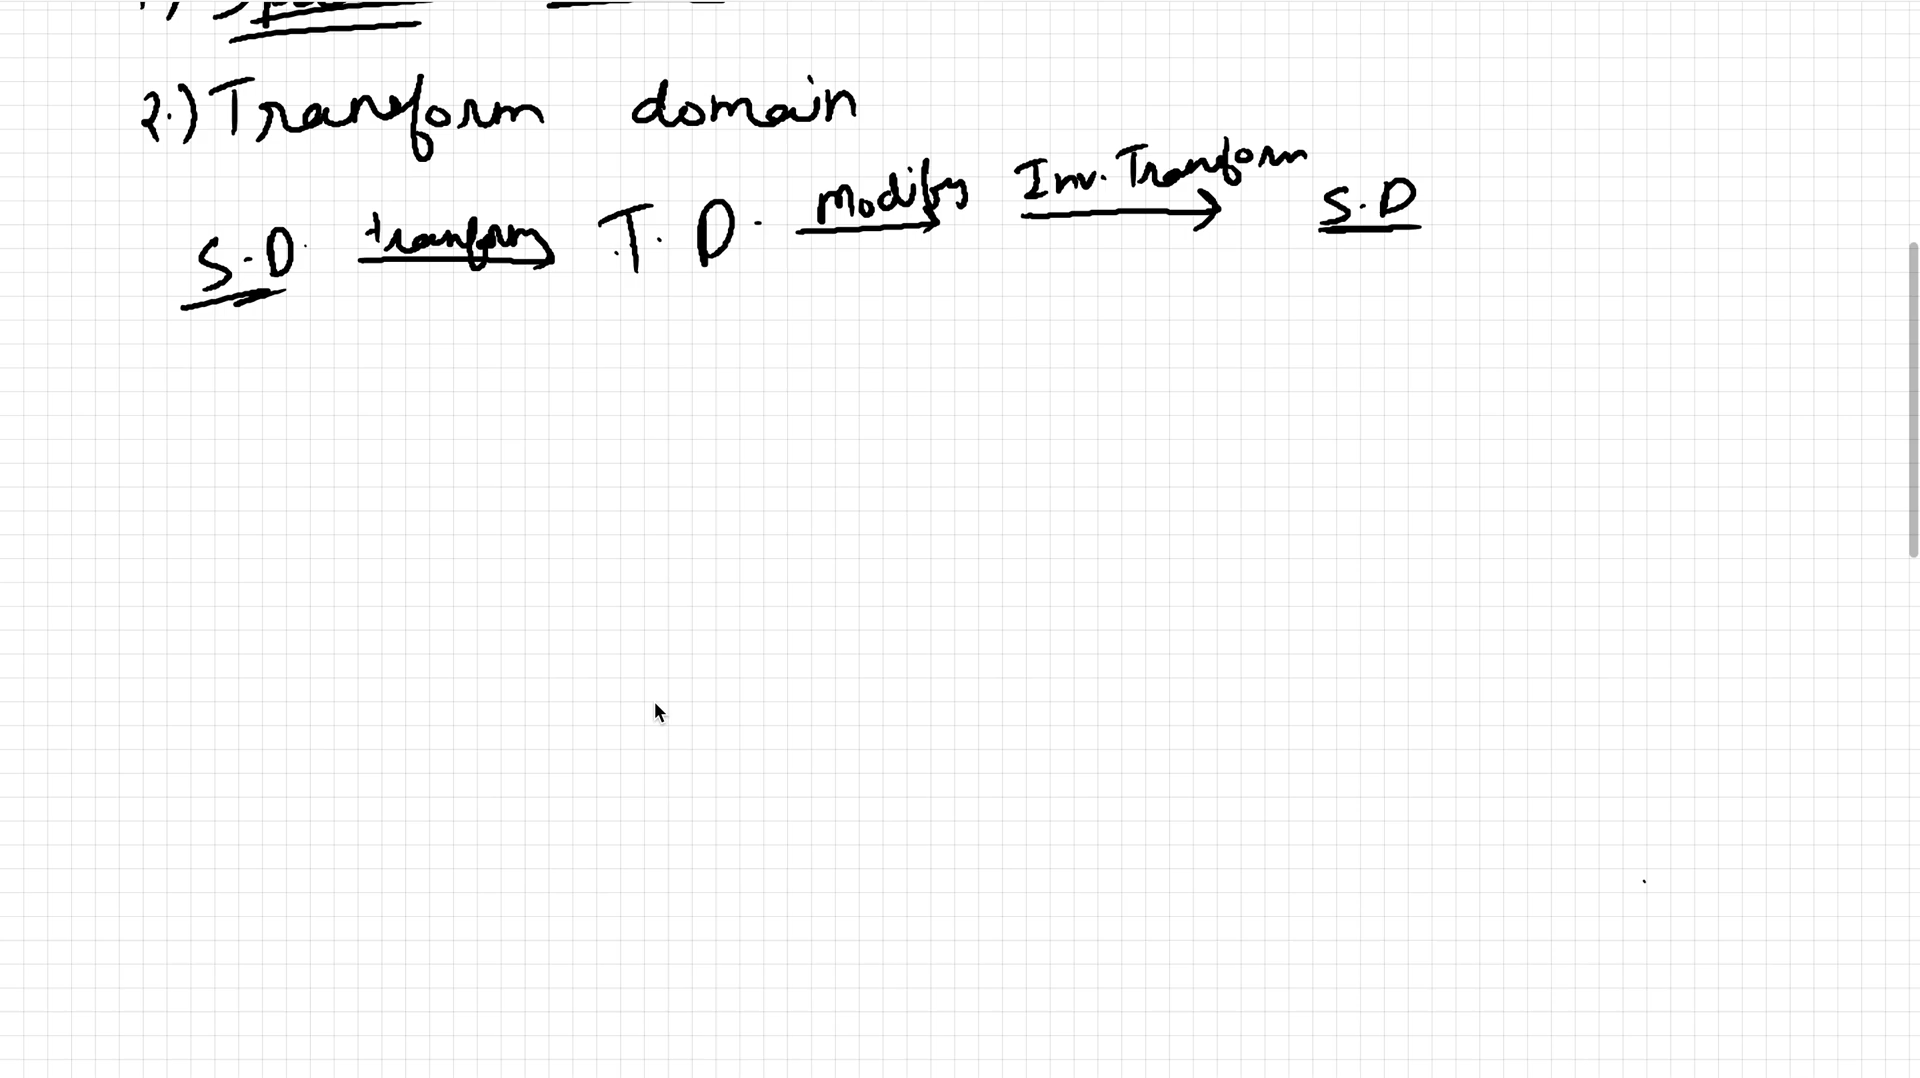 2.) Transform domain
S.D. transform T.D. Modify Inv. Transform S.D